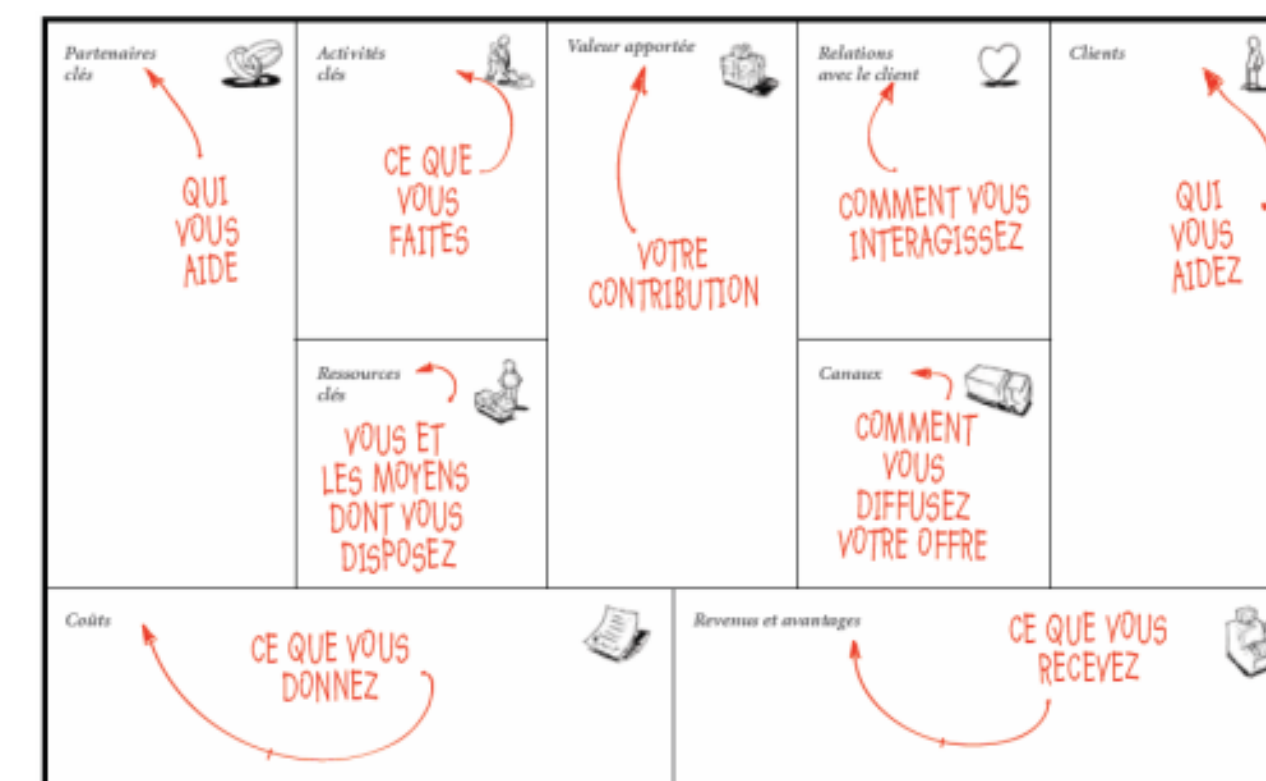 Partenaires
clés
QUI
VOUS
AIDE
Activités
clés
CE QUE
VOUS
FAITES
Ressources
clés
VOUS ET
LES MOYENS
DONT VOUS
DISPOSEZ
Valeur apportée
VOTRE
CONTRIBUTION
Relations
avec le client
COMMENT VOUS
INTERAGISSEZ
Canaux
COMMENT
VOUS
DIFFUSEZ
VOTRE OFFRE
Clients
QUI
VOUS
AIDEZ
Coûts
CE QUE VOUS
DONNEZ
Revenus et avantages
CE QUE VOUS
RECEVEZ